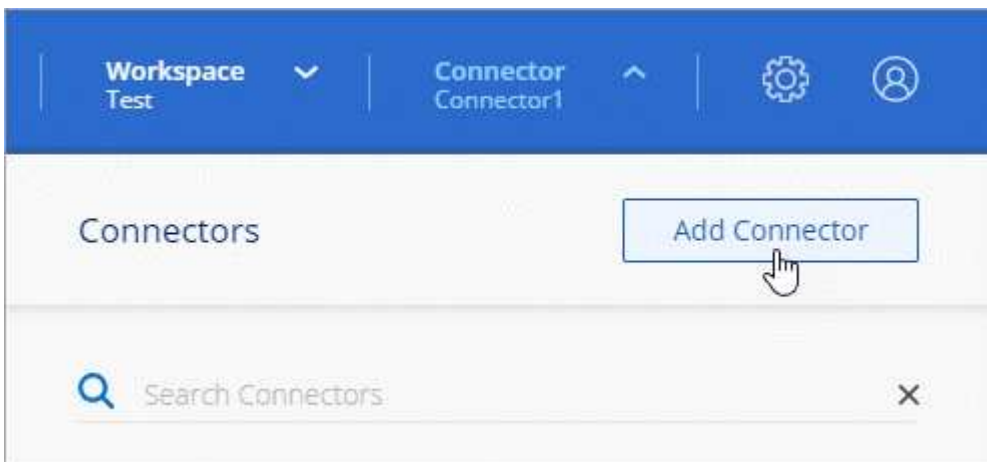 Workspace
Test
Connector
Connector1
Connectors
Add Connector
Search Connectors